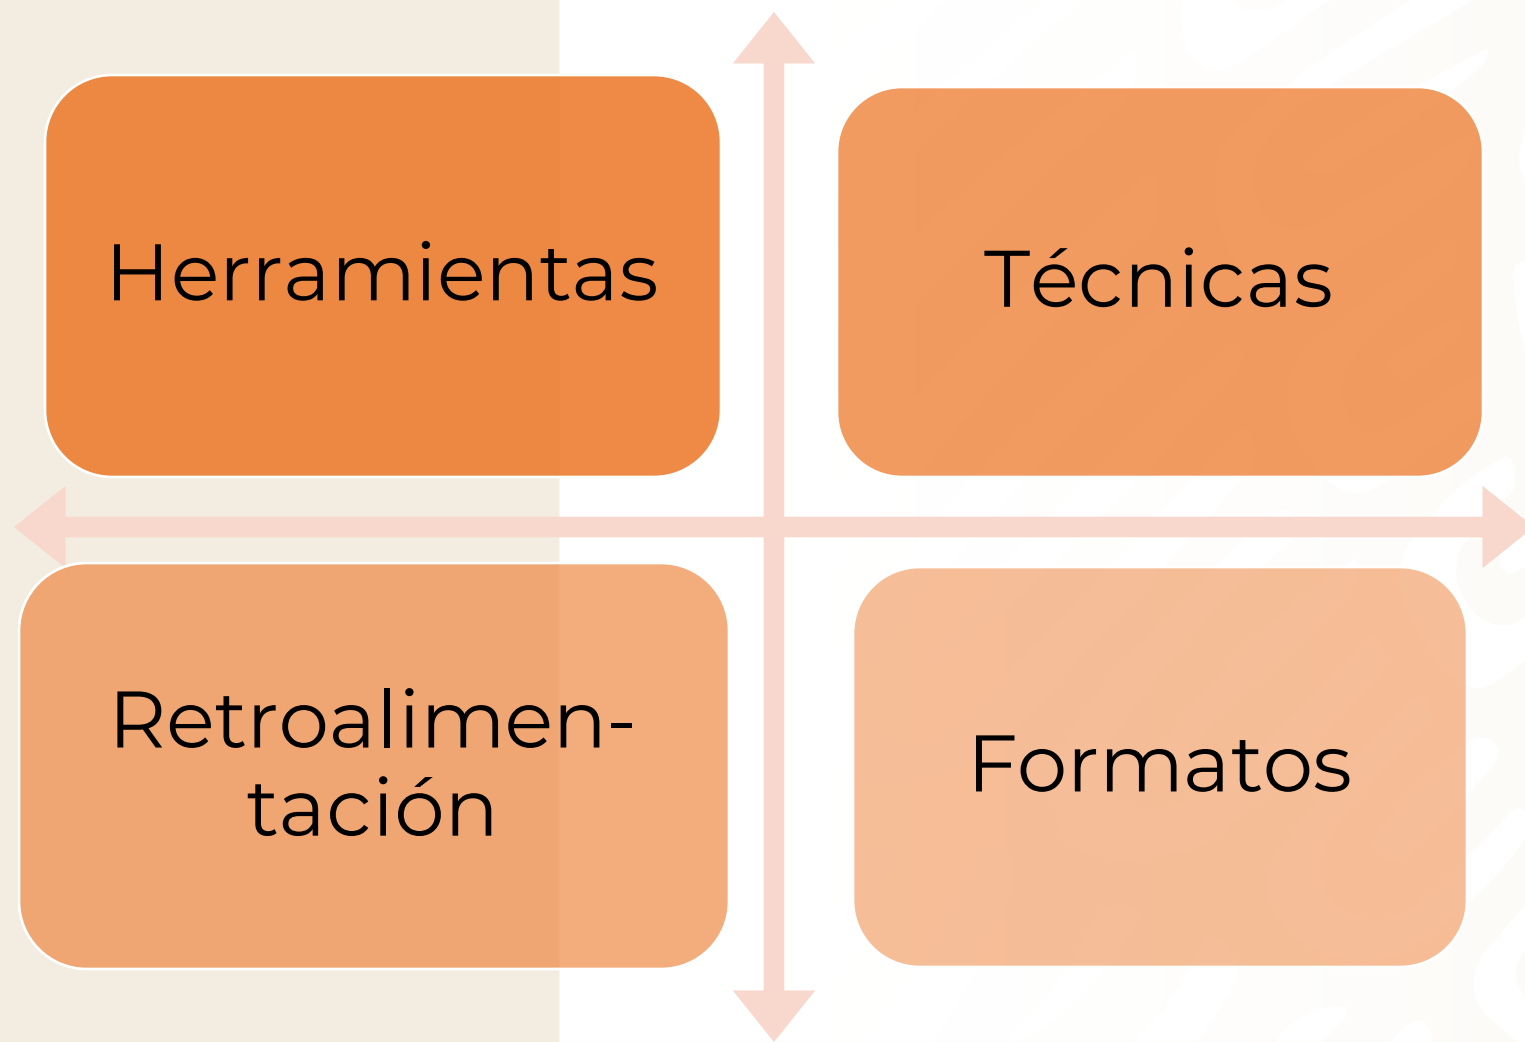 Herramientas
Técnicas
Retroalimen-
tación
Formatos